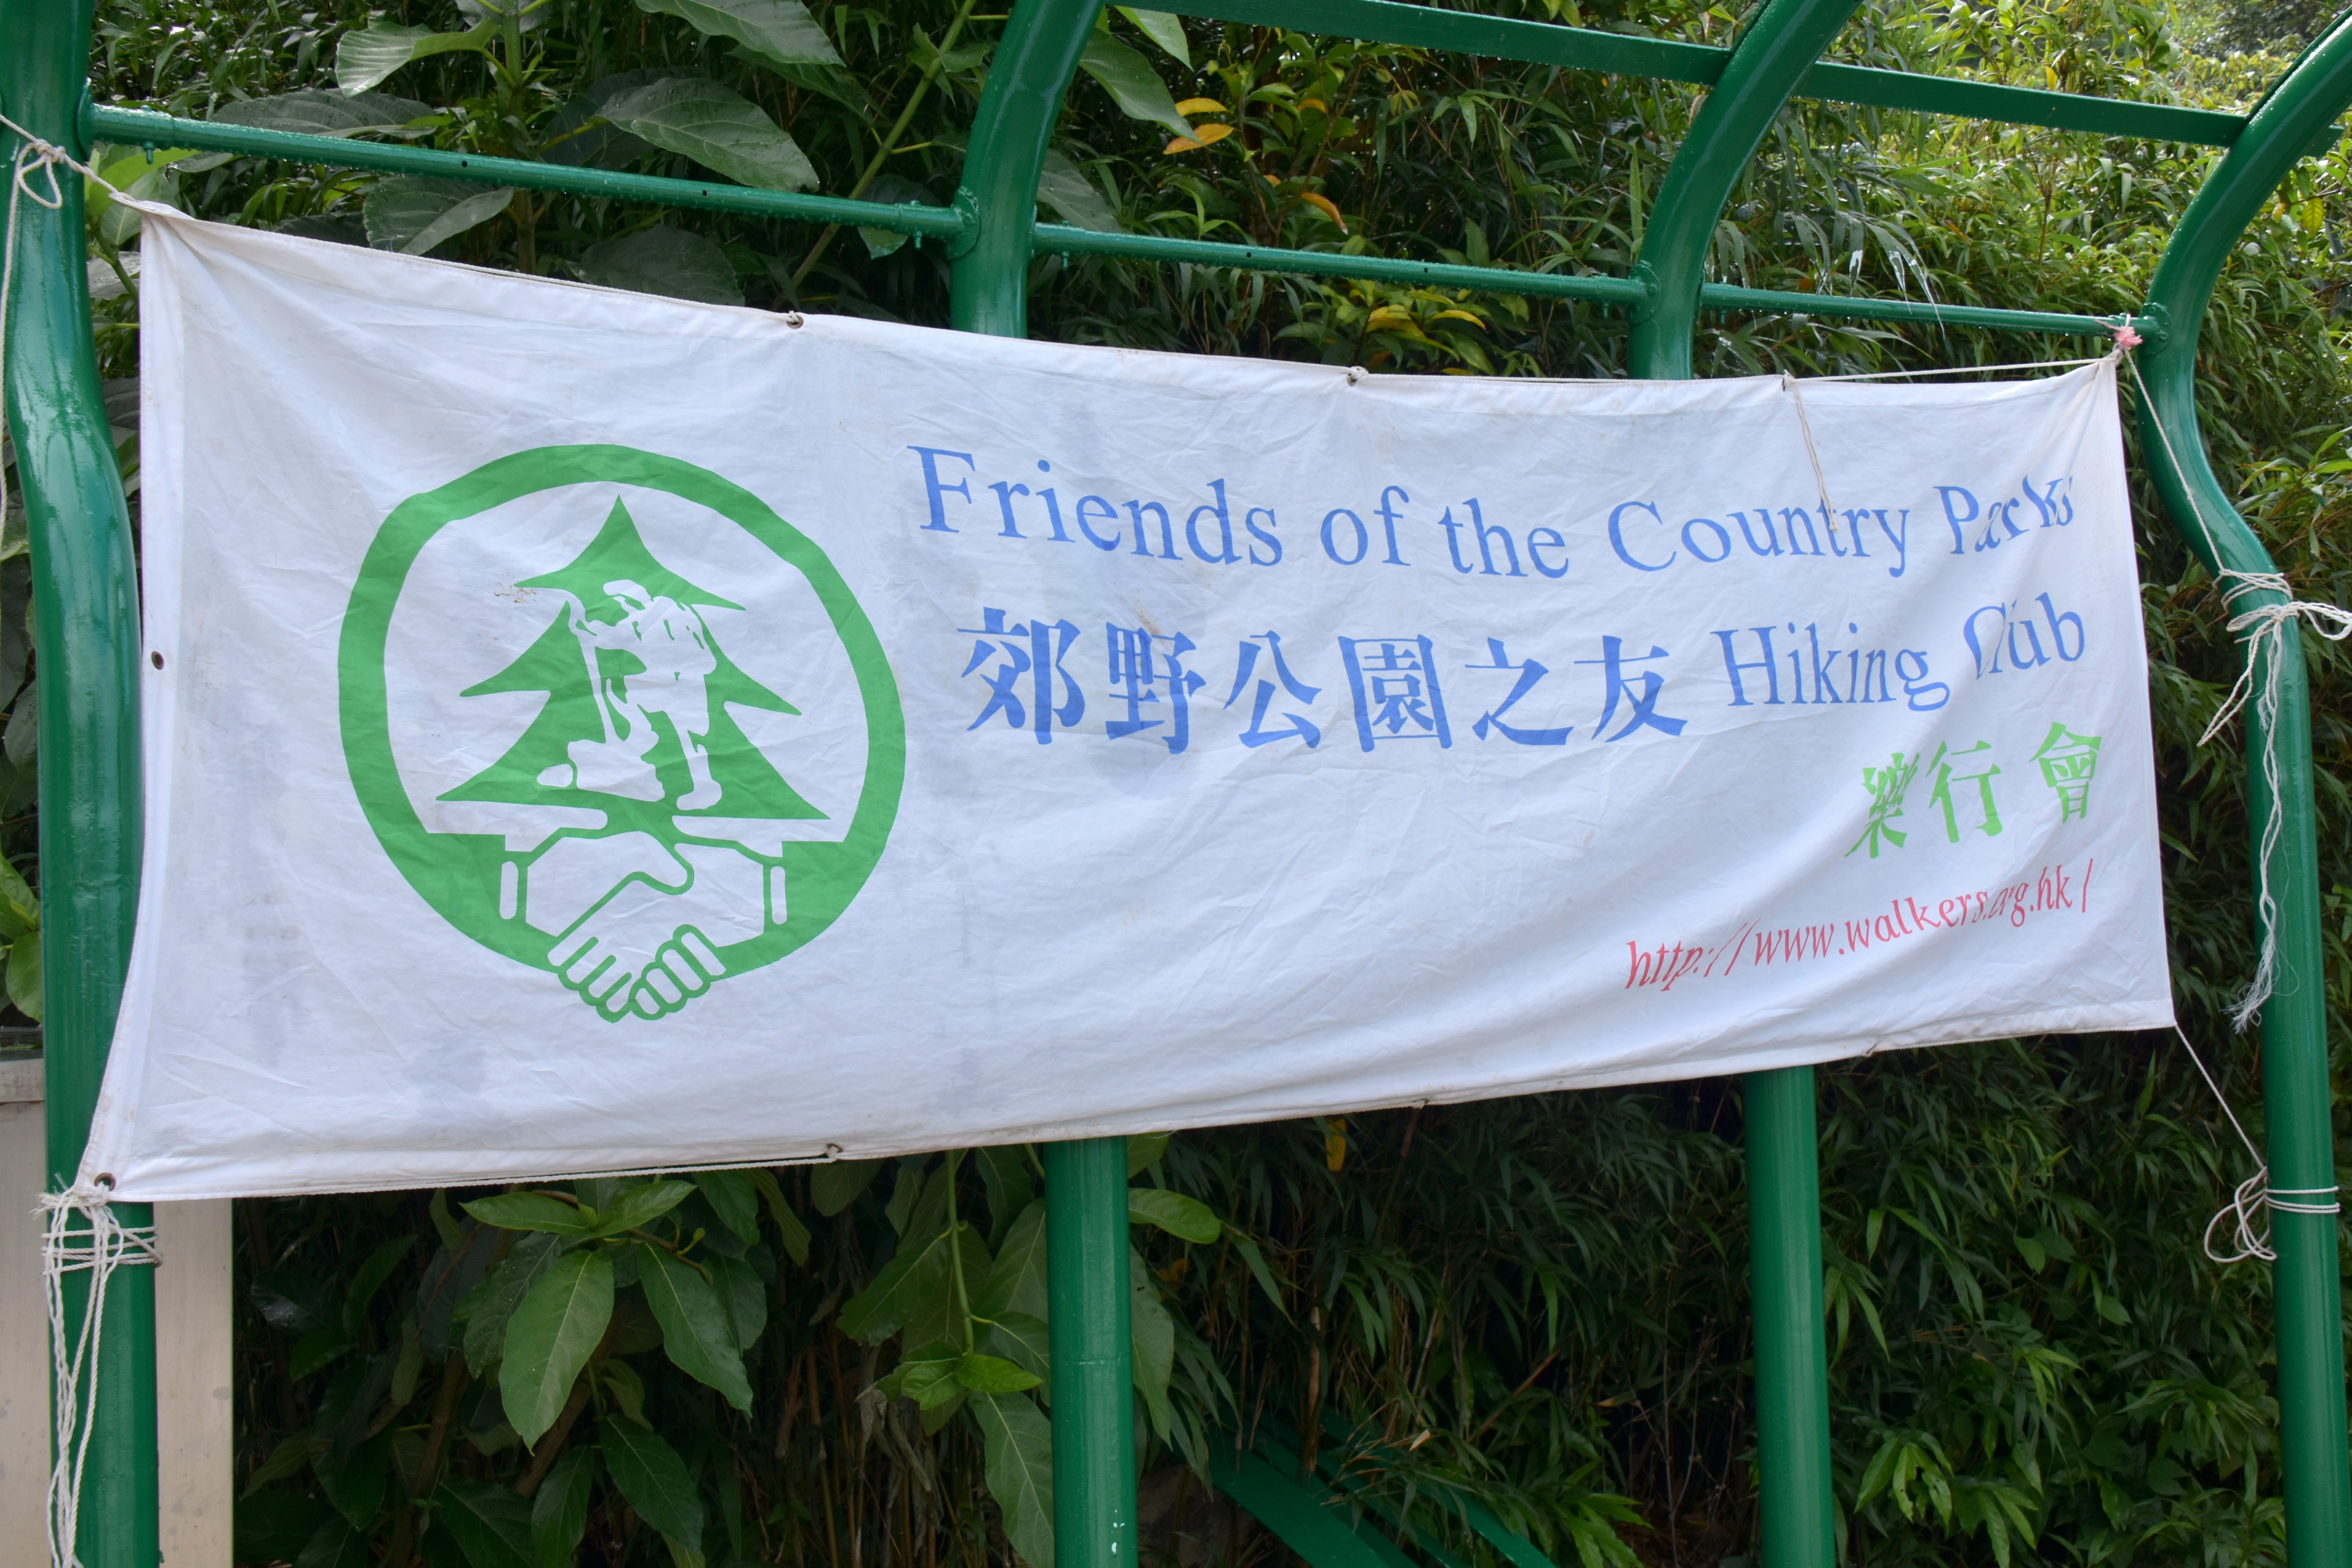 Friends of the Country Parks
郊野公園之友 Hiking Club
樂行會
http://www.walkers.org.hk/